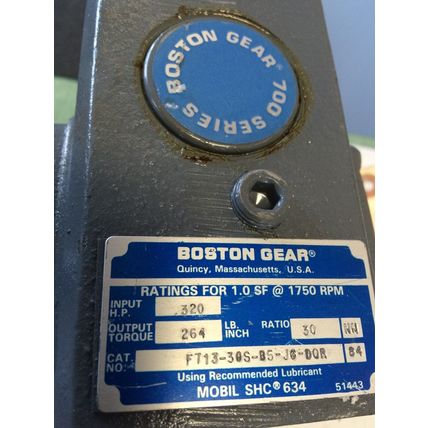 BOSTON GEAR®
700 SERIES
BOSTON GEAR®
Quincy, Massachusetts, U.S.A.
RATINGS FOR 1.0 SF @ 1750 RPM
INPUT H.P. .320
OUTPUT TORQUE 264 LB. INCH RATIO 30 NN
CAT. NO: F713-30S-B5-JG-DQR 84
Using Recommended Lubricant
MOBIL SHC® 634 51443